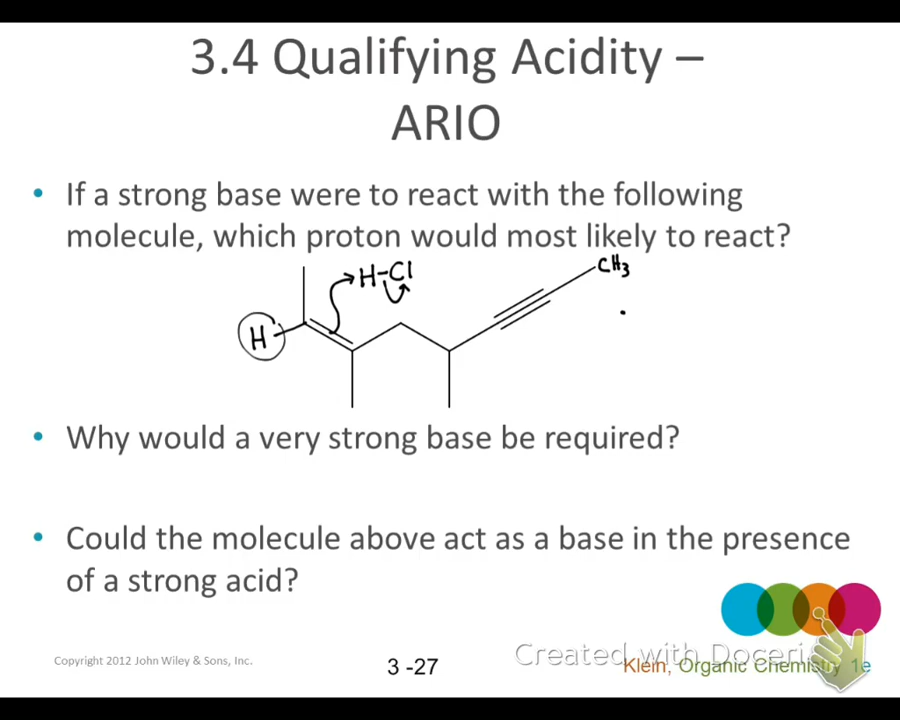 3.4 Qualifying Acidity –
ARIO
• If a strong base were to react with the following
molecule, which proton would most likely to react?
H-Cl
CH3
H
• Why would a very strong base be required?
• Could the molecule above act as a base in the presence
of a strong acid?
Created with Doceri
Copyright 2012 John Wiley & Sons, Inc.
3 -27
Klein, Organic Chemistry 1e